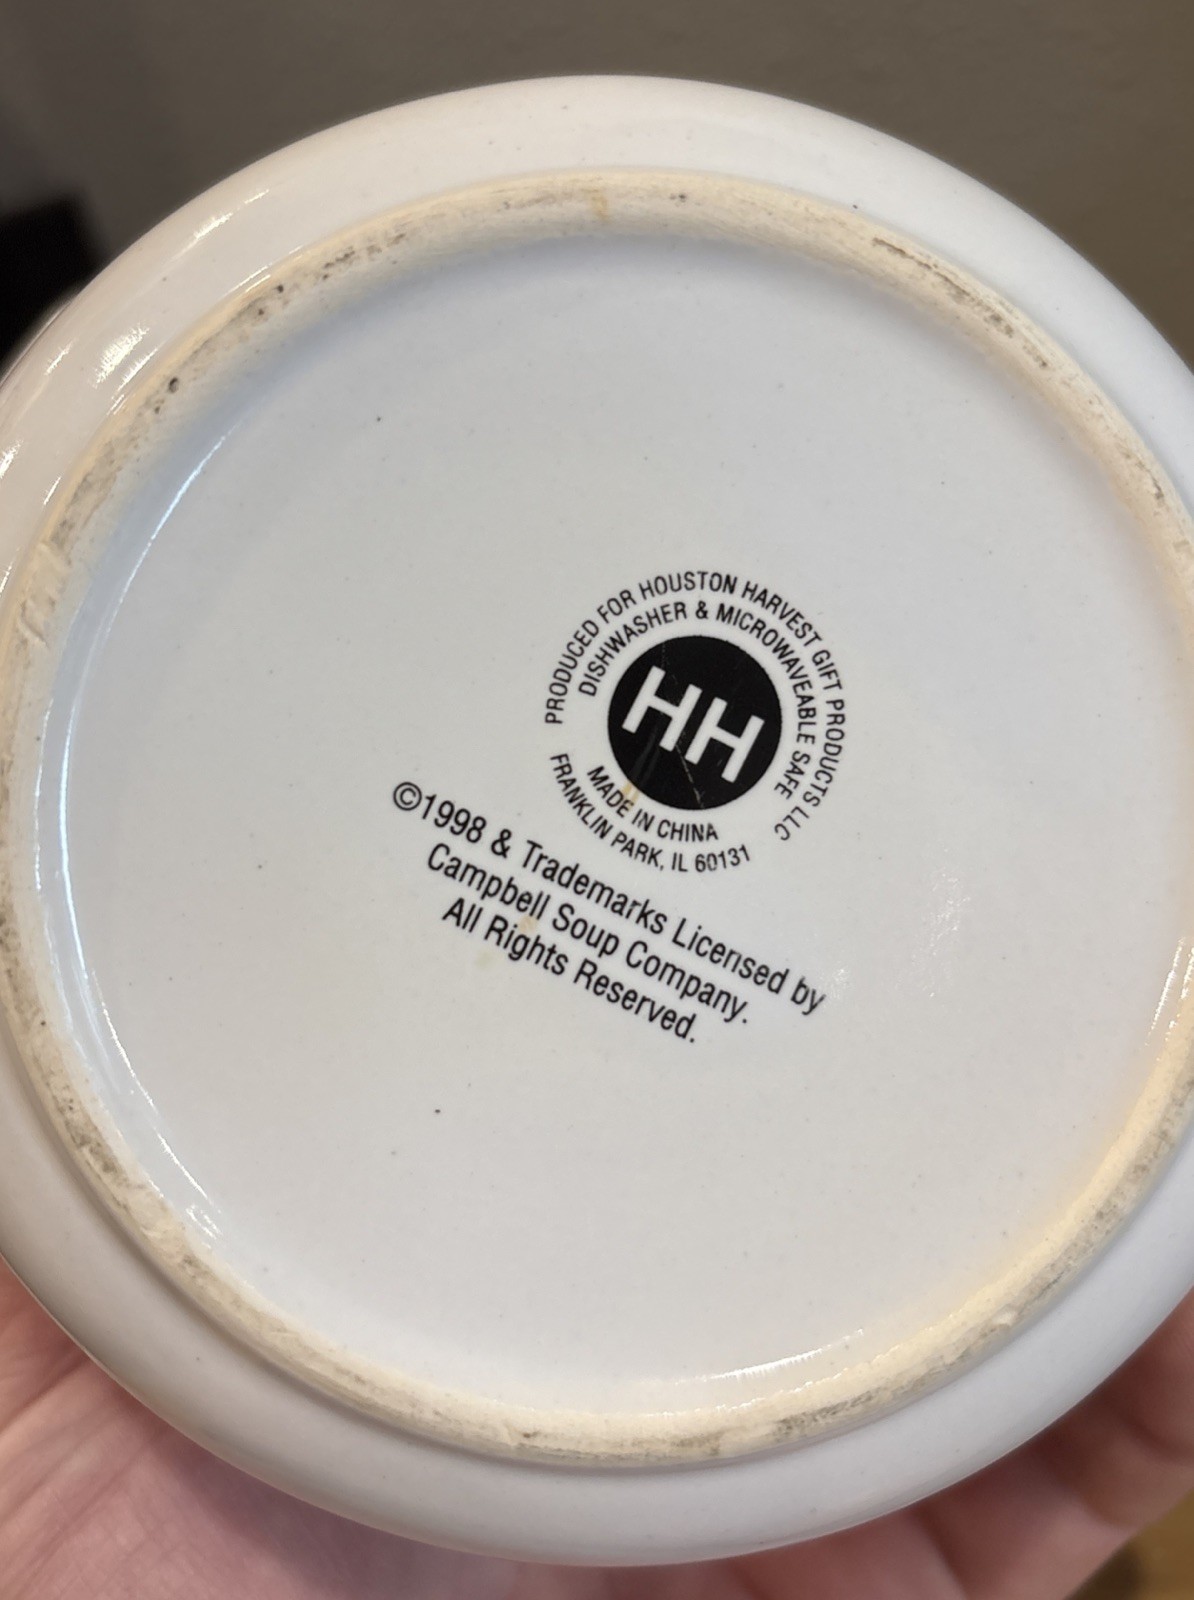 PRODUCED FOR HOUSTON HARVEST GIFT PRODUCTS LLC
DISHWASHER & MICROWAVEABLE SAFE
HH
MADE IN CHINA
FRANKLIN PARK, IL 60131
©1998 & Trademarks Licensed by
Campbell Soup Company.
All Rights Reserved.